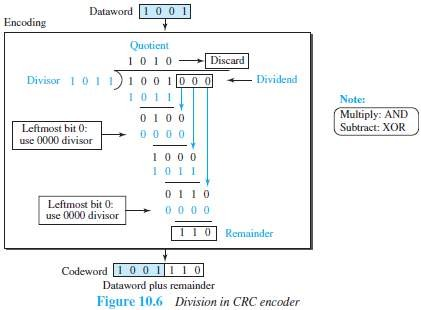 Dataword 1 0 0 1
Encoding
Quotient
1 0 1 0 Discard
Divisor 1 0 1 1 1 0 0 1 0 0 0 Dividend
1 0 1 1
0 1 0 0
Leftmost bit 0:
use 0000 divisor
0 0 0 0
1 0 0 0
1 0 1 1
0 1 1 0
Leftmost bit 0:
use 0000 divisor
0 0 0 0
1 1 0 Remainder
Note:
Multiply: AND
Subtract: XOR
Codeword 1 0 0 1 1 1 0
Dataword plus remainder
Figure 10.6 Division in CRC encoder